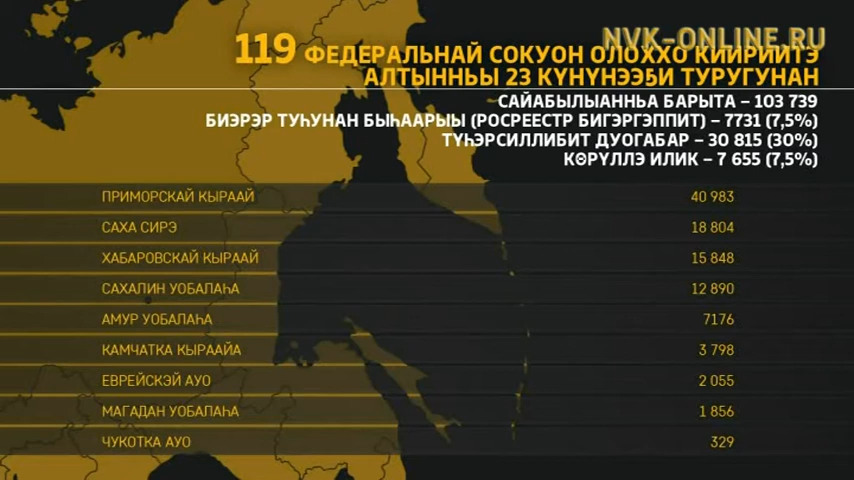 NVK-ONLINE.RU
119 ФЕДЕРАЛЬНАЙ СОКУОН ОЛОХХО КИИРИИТЭ
АЛТЫННЬЫ 23 КҮНҮНЭЭҔИ ТУРУГУНАН
САЙАБЫЛЫАННЬА БАРЫТА – 103 739
БИЭРЭР ТУҺУНАН БЫҺААРЫЫ (РОСРЕЕСТР БИГЭРГЭППИТ) – 7731 (7,5%)
ТҮҺЭРСИЛЛИБИТ ДУОГАБАР – 30 815 (30%)
КӨРҮЛЛЭ ИЛИК – 7 655 (7,5%)
ПРИМОРСКАЙ КЫРААЙ 40 983
САХА СИРЭ 18 804
ХАБАРОВСКАЙ КЫРААЙ 15 848
САХАЛИН УОБАЛАҺА 12 890
АМУР УОБАЛАҺА 7176
КАМЧАТКА КЫРААЙА 3 798
ЕВРЕЙСКЭЙ АУО 2 055
МАГАДАН УОБАЛАҺА 1 856
ЧУКОТКА АУО 329